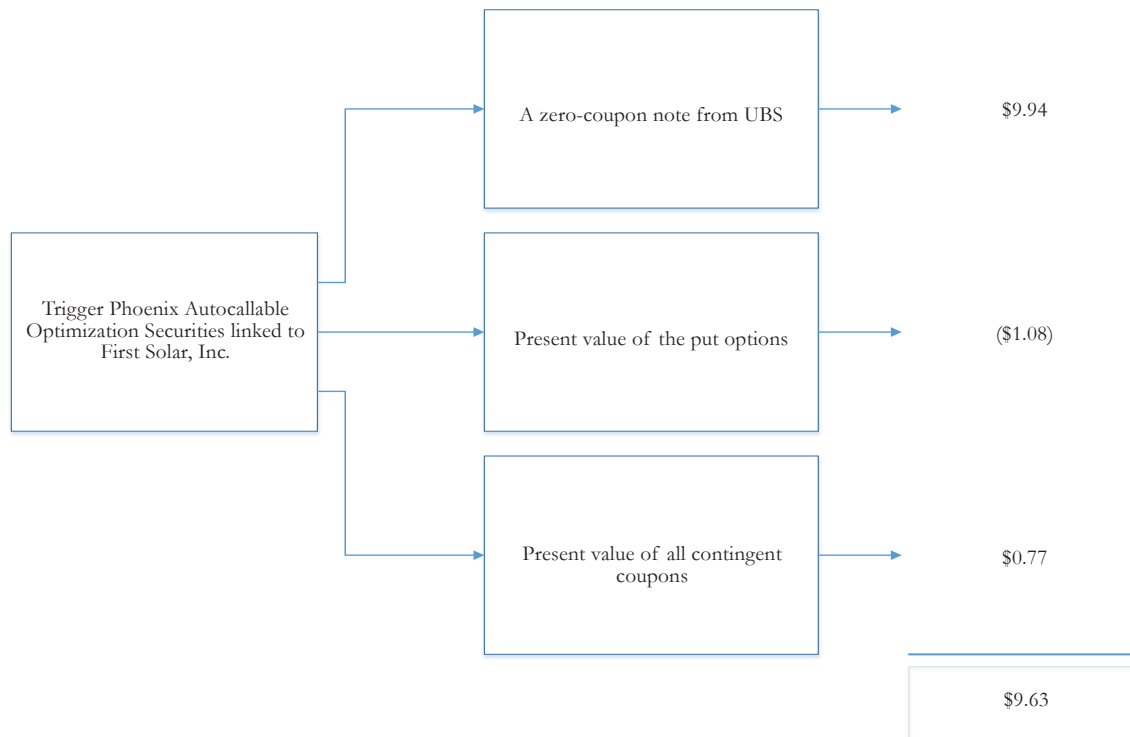 A zero-coupon note from UBS
$9.94
Trigger Phoenix Autocallable
Optimization Securities linked to
First Solar, Inc.
Present value of the put options
($1.08)
Present value of all contingent
coupons
$0.77
$9.63